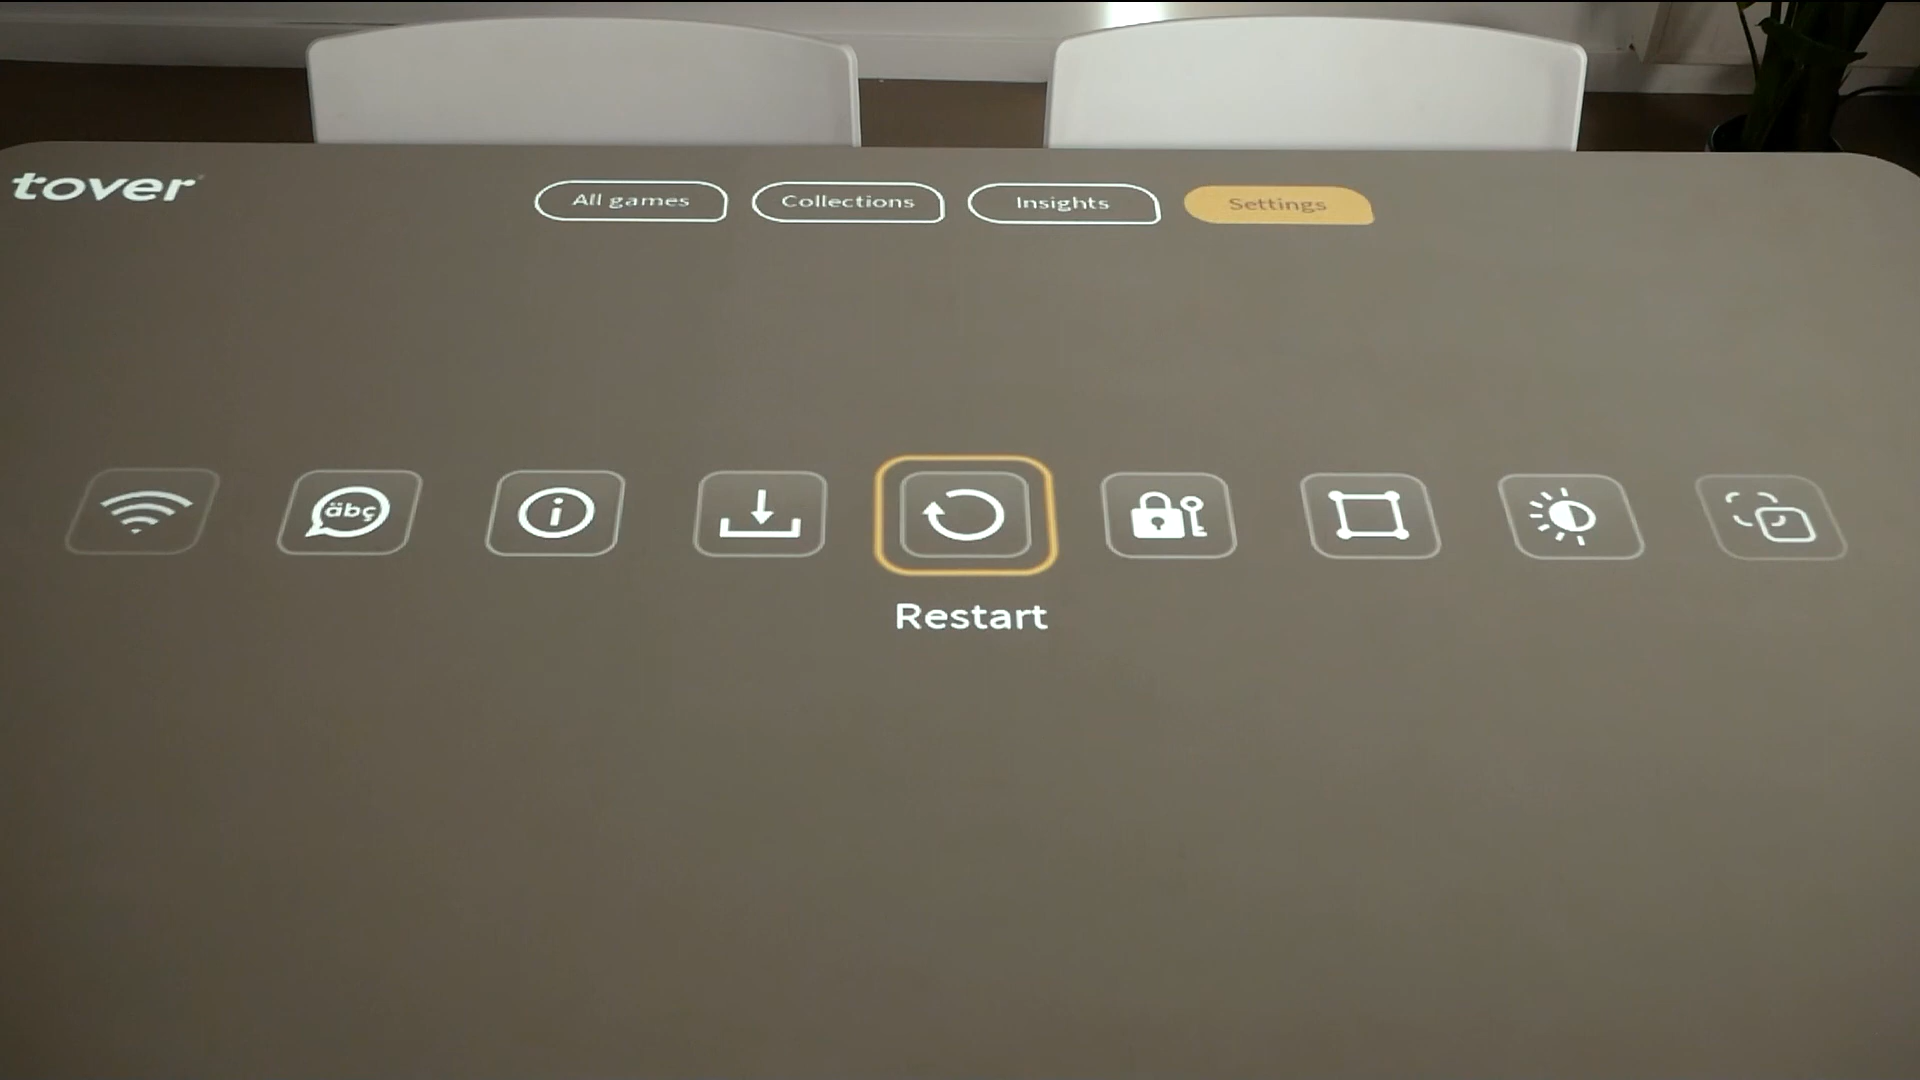 tover
All games
Collections
Insights
Settings
äbç
Restart